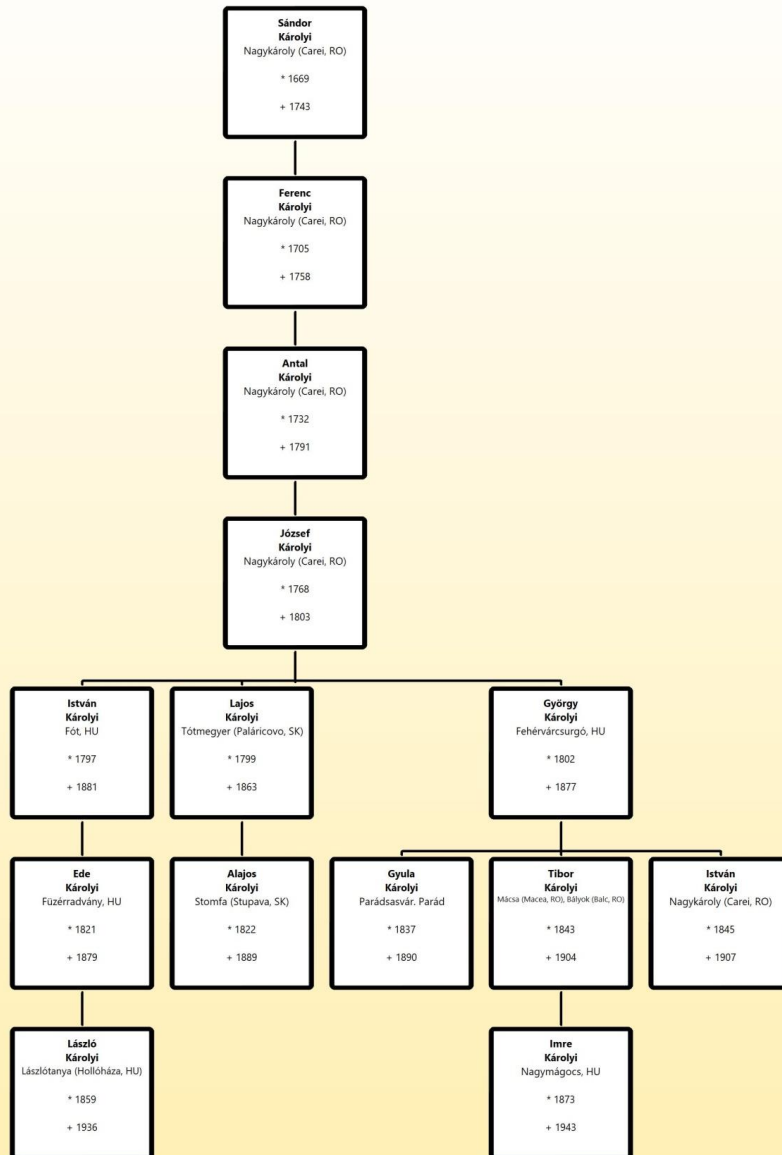 Sándor
Károlyi
Nagykároly (Carei, RO)
* 1669
+ 1743
Ferenc
Károlyi
Nagykároly (Carei, RO)
* 1705
+ 1758
Antal
Károlyi
Nagykároly (Carei, RO)
* 1732
+ 1791
József
Károlyi
Nagykároly (Carei, RO)
* 1768
+ 1803
István
Károlyi
Fót, HU
* 1797
+ 1881
Lajos
Károlyi
Tótmegyer (Paláricovo, SK)
* 1799
+ 1863
György
Károlyi
Fehérvárcsurgó, HU
* 1802
+ 1877
Ede
Károlyi
Füzérradvány, HU
* 1821
+ 1879
Alajos
Károlyi
Stomfa (Stupava, SK)
* 1822
+ 1889
Gyula
Károlyi
Parádsasvár. Parád
* 1837
+ 1890
Tibor
Károlyi
Mácsa (Macea, RO), Bályok (Balc, RO)
* 1843
+ 1904
István
Károlyi
Nagykároly (Carei, RO)
* 1845
+ 1907
László
Károlyi
Lászlótanya (Hollóháza, HU)
* 1859
+ 1936
Imre
Károlyi
Nagymágocs, HU
* 1873
+ 1943